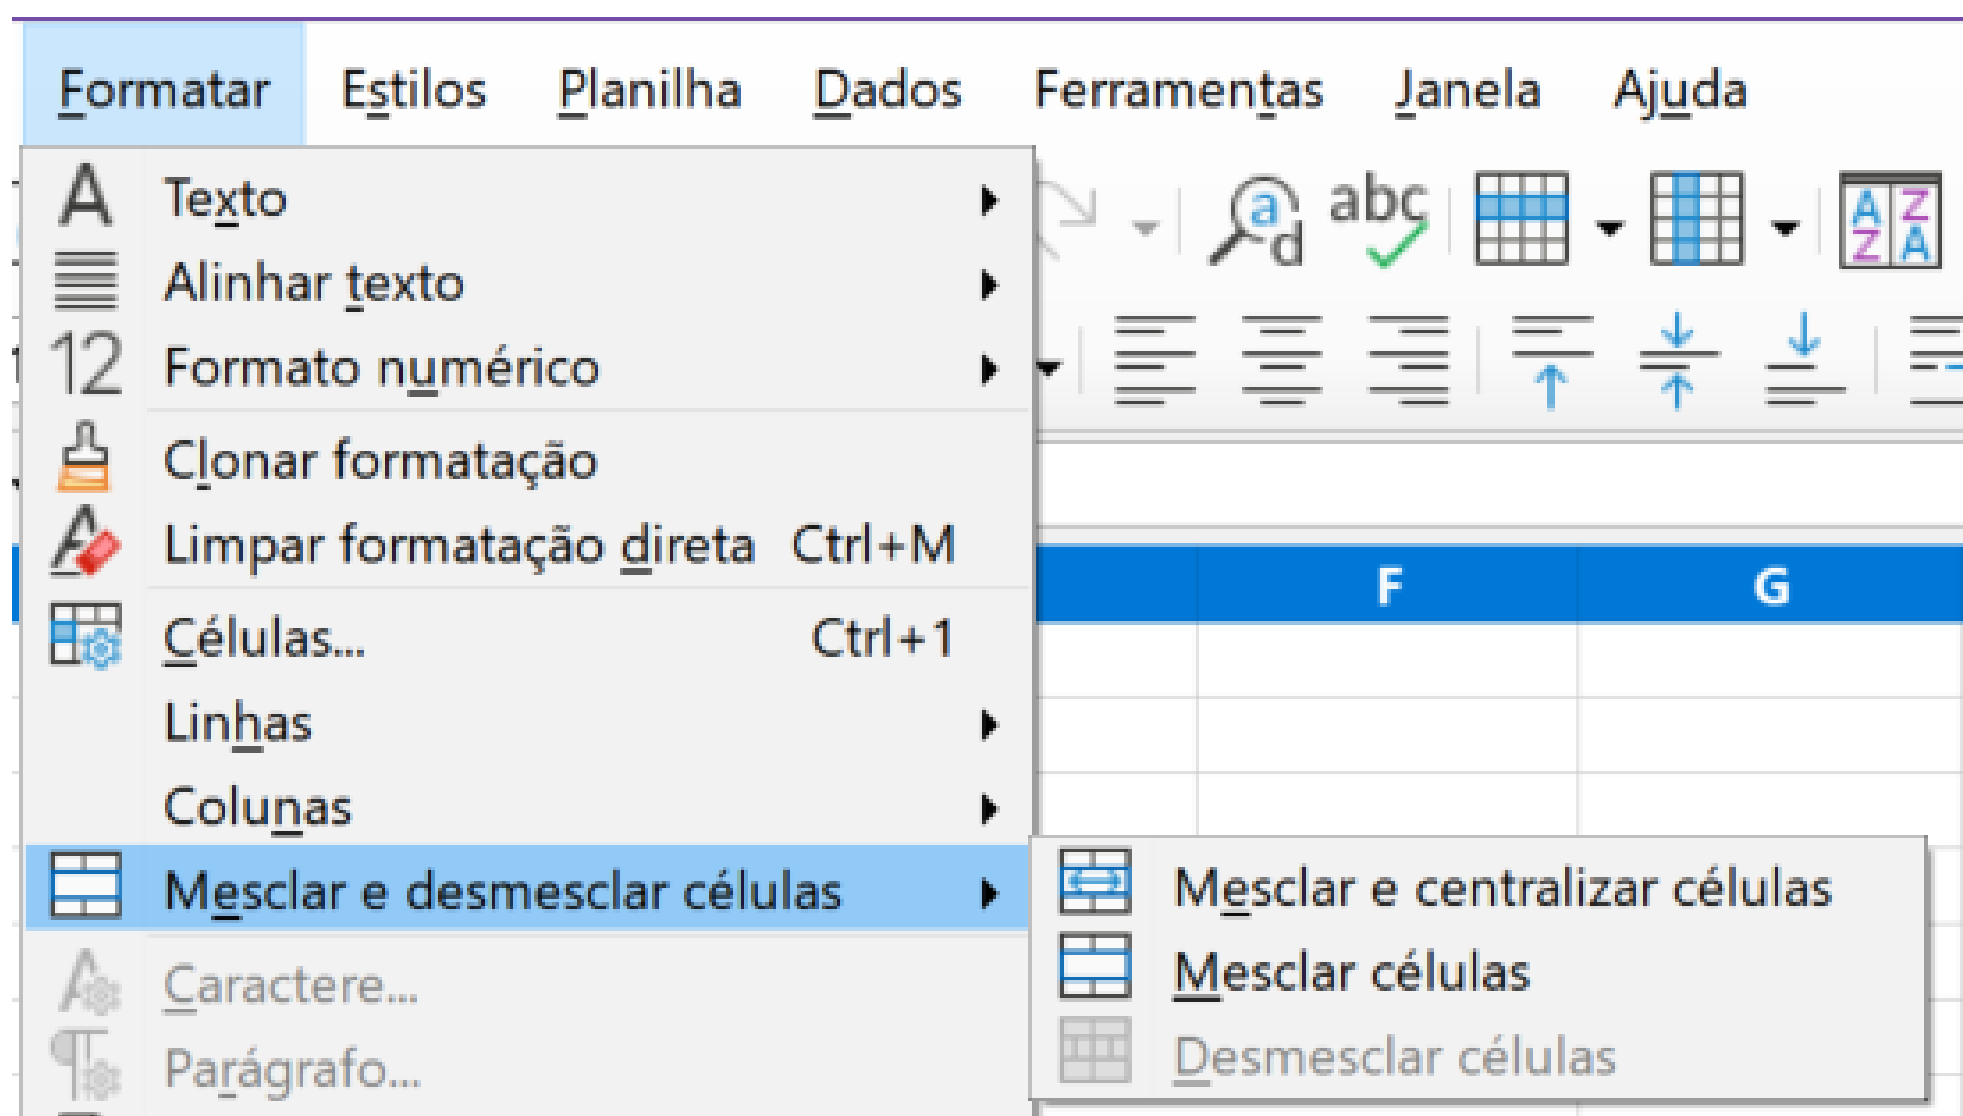 Formatar Estilos Planilha Dados Ferramentas Janela Ajuda
Texto
Alinhar texto
12 Formato numérico
Clonar formatação
Limpar formatação direta Ctrl+M
Células... Ctrl+1
Linhas
Colunas
Mesclar e desmesclar células
Caractere...
Parágrafo...
Mesclar e centralizar células
Mesclar células
Desmesclar células
abc
F G